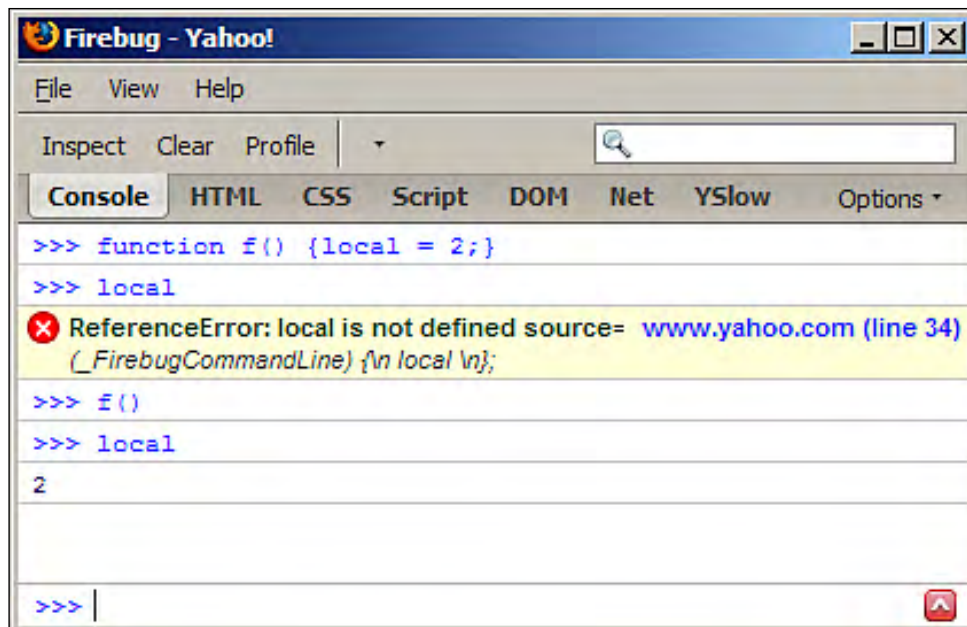 Firebug - Yahoo!
File View Help
Inspect Clear Profile
Console HTML CSS Script DOM Net YSlow Options
>>> function f() {local = 2;}
>>> local
ReferenceError: local is not defined source= www.yahoo.com (line 34)
(_FirebugCommandLine) {\n local \n};
>>> f()
>>> local
2
>>>